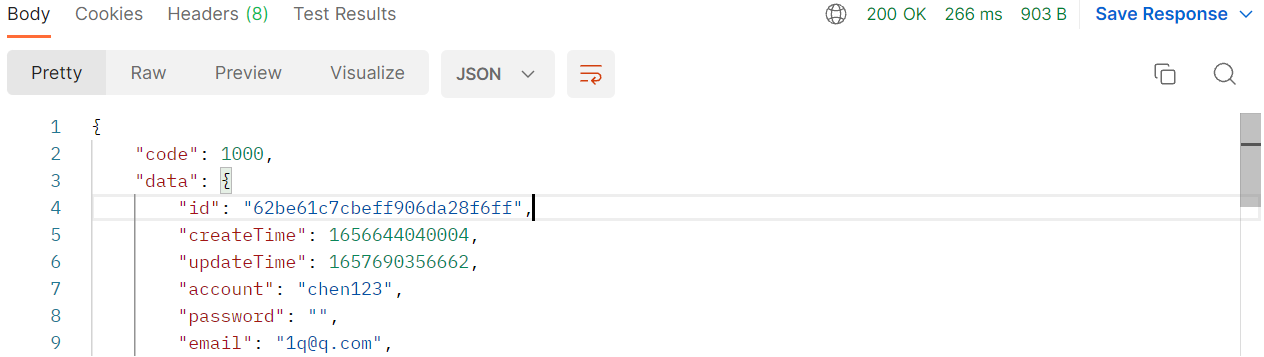 Body Cookies Headers (8) Test Results 200 OK 266 ms 903 B Save Response
Pretty Raw Preview Visualize JSON
1 {
2 "code": 1000,
3 "data": {
4 "id": "62be61c7cbeff906da28f6ff",
5 "createTime": 1656644040004,
6 "updateTime": 1657690356662,
7 "account": "chen123",
8 "password": "",
9 "email": "1q@q.com",